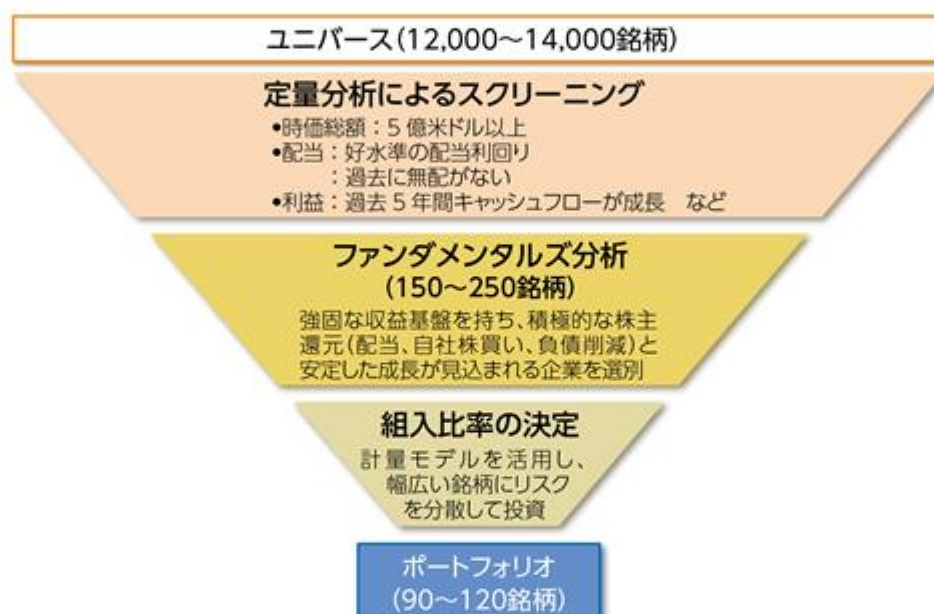 ユニバース(12,000〜14,000銘柄)
定量分析によるスクリーニング
•時価総額：5億米ドル以上
•配当：好水準の配当利回り
：過去に無配がない
•利益：過去5年間キャッシュフローが成長　など
ファンダメンタルズ分析
(150〜250銘柄)
強固な収益基盤を持ち、積極的な株主
還元(配当、自社株買い、負債削減)と
安定した成長が見込まれる企業を選別
組入比率の決定
計量モデルを活用し、
幅広い銘柄にリスク
を分散して投資
ポートフォリオ
(90〜120銘柄)